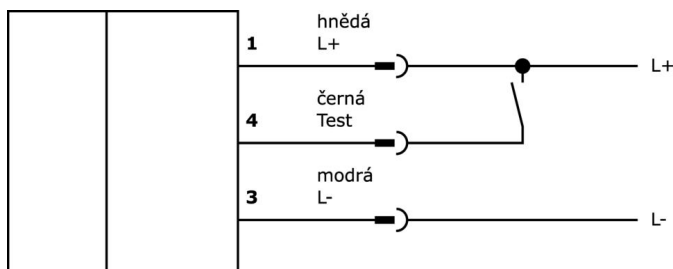 hnědá
1 L+
L+
černá
4 Test
modrá
3 L-
L-